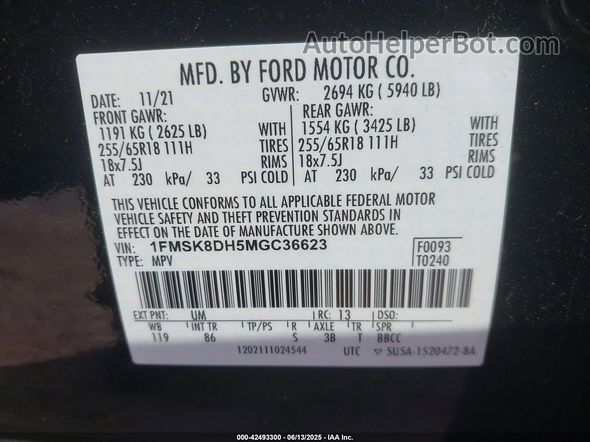 AmericaBidHistory.com
MFD. BY FORD MOTOR CO.
DATE: 11/21 GVWR: 2694 KG ( 5940 LB)
FRONT GAWR: REAR GAWR:
1191 KG ( 2625 LB) WITH 1554 KG ( 3425 LB) WITH
255/65R18 111H TIRES 255/65R18 111H TIRES
18x7.5J RIMS 18x7.5J RIMS
AT 230 kPa/ 33 PSI COLD AT 230 kPa/ 33 PSI COLD
THIS VEHICLE CONFORMS TO ALL APPLICABLE FEDERAL MOTOR
VEHICLE SAFETY AND THEFT PREVENTION STANDARDS IN
EFFECT ON THE DATE OF MANUFACTURE SHOWN ABOVE.
VIN: 1FMSK8DH5MGC36623 F0093
TYPE: MPV T0240
EXT PNT: UM RC: 13 DSO:
WB INT TR TP/PS R AXLE TR SPR
119 86 S 3B T BBCC
1202111024544 UTC ▽ 5U5A-1520472-BA
000-42493300 - 06/13/2025 - IAA Inc.